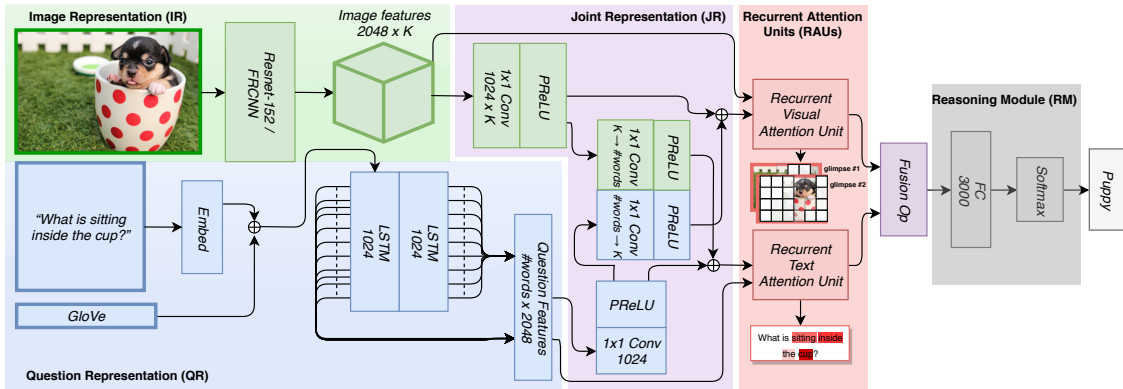 Image Representation (IR)
Image features
2048 x K
Resnet-152 /
FRCNN
Joint Representation (JR)
1x1 Conv
1024 x K
PReLU
1x1 Conv
K → #words
PReLU
1x1 Conv
#words → K
PReLU
PReLU
1x1 Conv
1024
Recurrent Attention
Units (RAUs)
Recurrent
Visual
Attention Unit
glimpse #1
glimpse #2
Recurrent
Text
Attention Unit
What is sitting inside
the cup?
Fusion Op
Reasoning Module (RM)
FC
3000
Softmax
Puppy
“What is sitting
inside the cup?”
Embed
GloVe
LSTM
1024
LSTM
1024
Question Features
#words x 2048
Question Representation (QR)